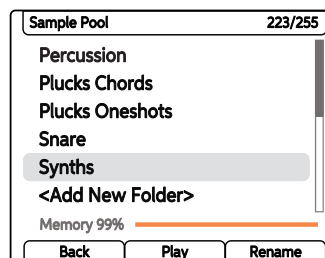 Sample Pool 223/255
Percussion
Plucks Chords
Plucks Oneshots
Snare
Synths
<Add New Folder>
Memory 99%
Back Play Rename